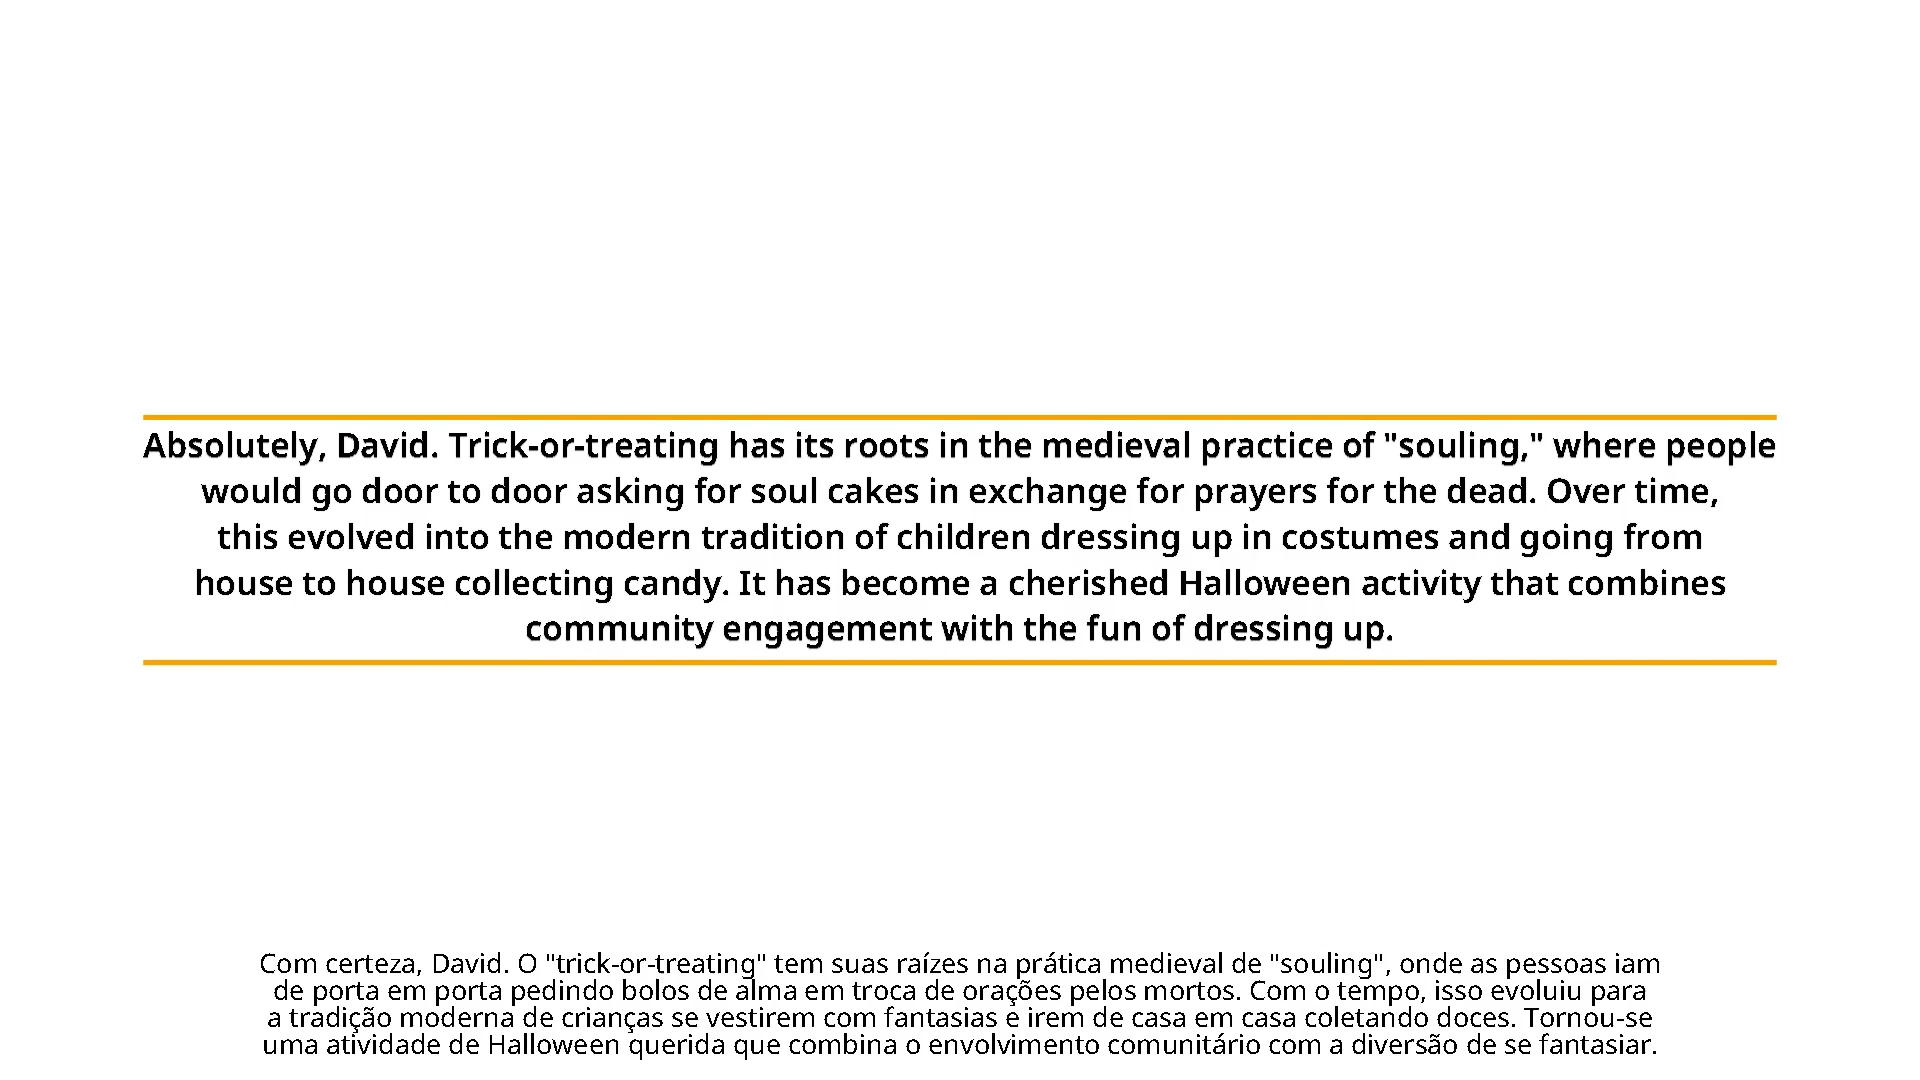 Absolutely, David. Trick-or-treating has its roots in the medieval practice of "souling," where people
would go door to door asking for soul cakes in exchange for prayers for the dead. Over time,
this evolved into the modern tradition of children dressing up in costumes and going from
house to house collecting candy. It has become a cherished Halloween activity that combines
community engagement with the fun of dressing up.
Com certeza, David. O "trick-or-treating" tem suas raízes na prática medieval de "souling", onde as pessoas iam
de porta em porta pedindo bolos de alma em troca de orações pelos mortos. Com o tempo, isso evoluiu para
a tradição moderna de crianças se vestirem com fantasias e irem de casa em casa coletando doces. Tornou-se
uma atividade de Halloween querida que combina o envolvimento comunitário com a diversão de se fantasiar.